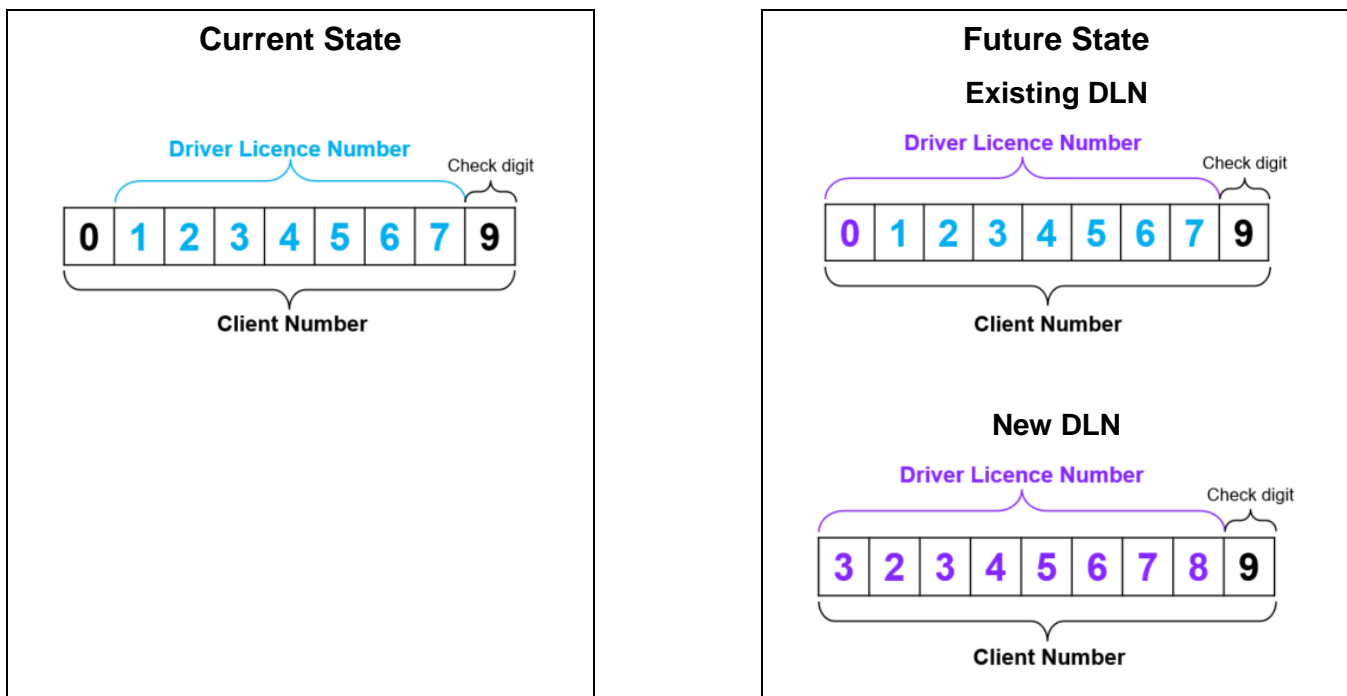 Current State
Driver Licence Number
Check digit
0 1 2 3 4 5 6 7 9
Client Number
Future State
Existing DLN
Driver Licence Number
Check digit
0 1 2 3 4 5 6 7 9
Client Number
New DLN
Driver Licence Number
Check digit
3 2 3 4 5 6 7 8 9
Client Number